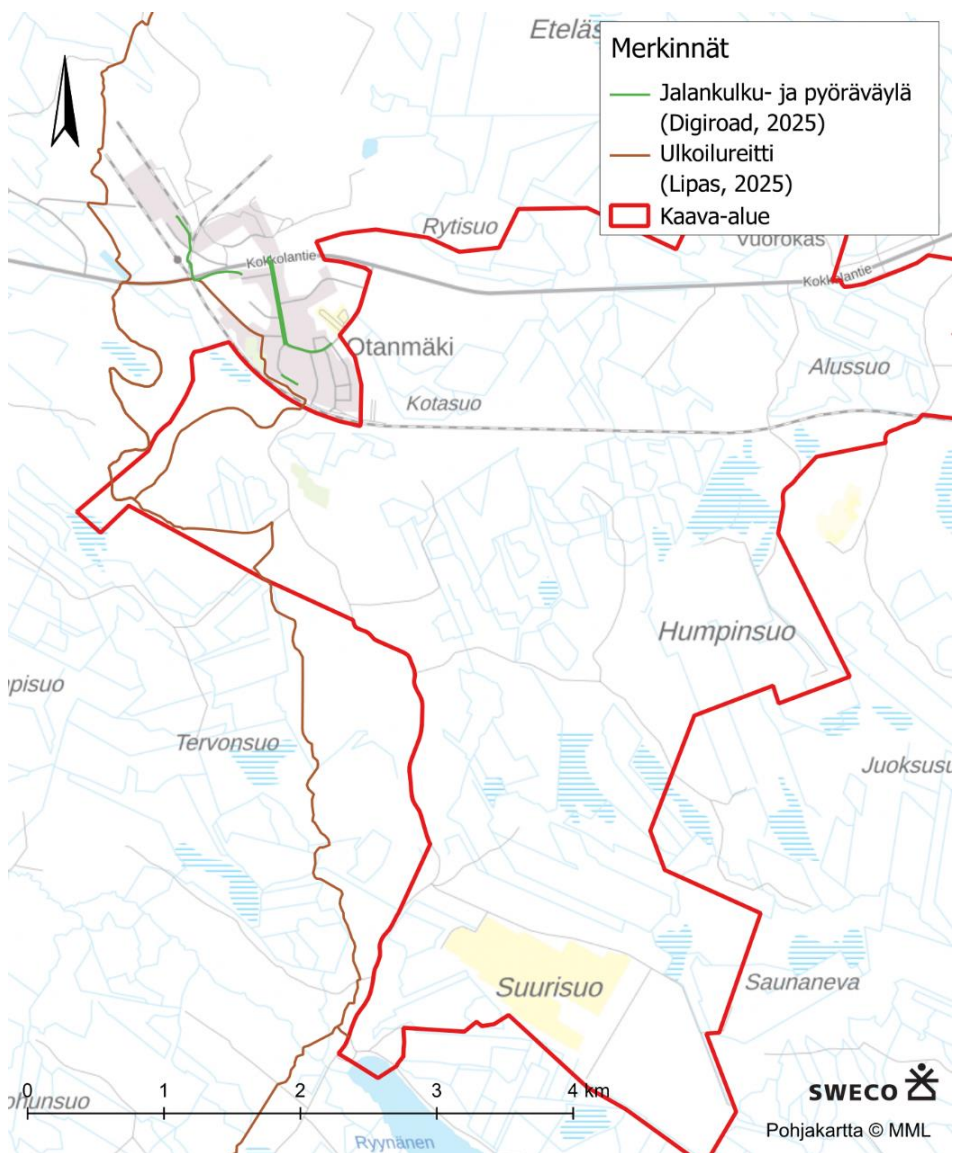 Eteläs
Merkinnät
Jalankulku- ja pyöräväylä
(Digiroad, 2025)
Ulkoilureitti
(Lipas, 2025)
Kaava-alue
Rytisuo
Vuorokas
Kokkolantie
Kokkolantie
Otanmäki
Alussuo
Kotasuo
Humpinsuo
pisuo
Tervonsuo
Juoksusu
Suurisuo
Saunaneva
0 1 2 3 4 km
ohunsuo
SWECO
Ryynänen
Pohjakartta © MML